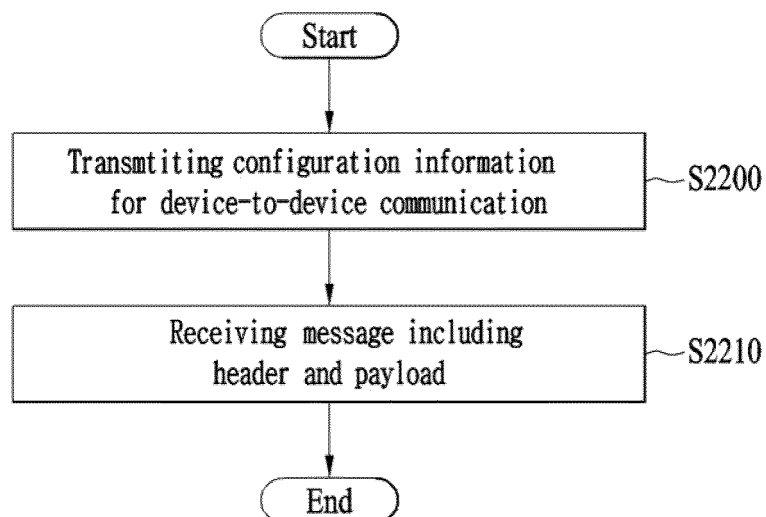 Start
Transmtiting configuration information
for device-to-device communication
S2200
Receiving message including
header and payload
S2210
End